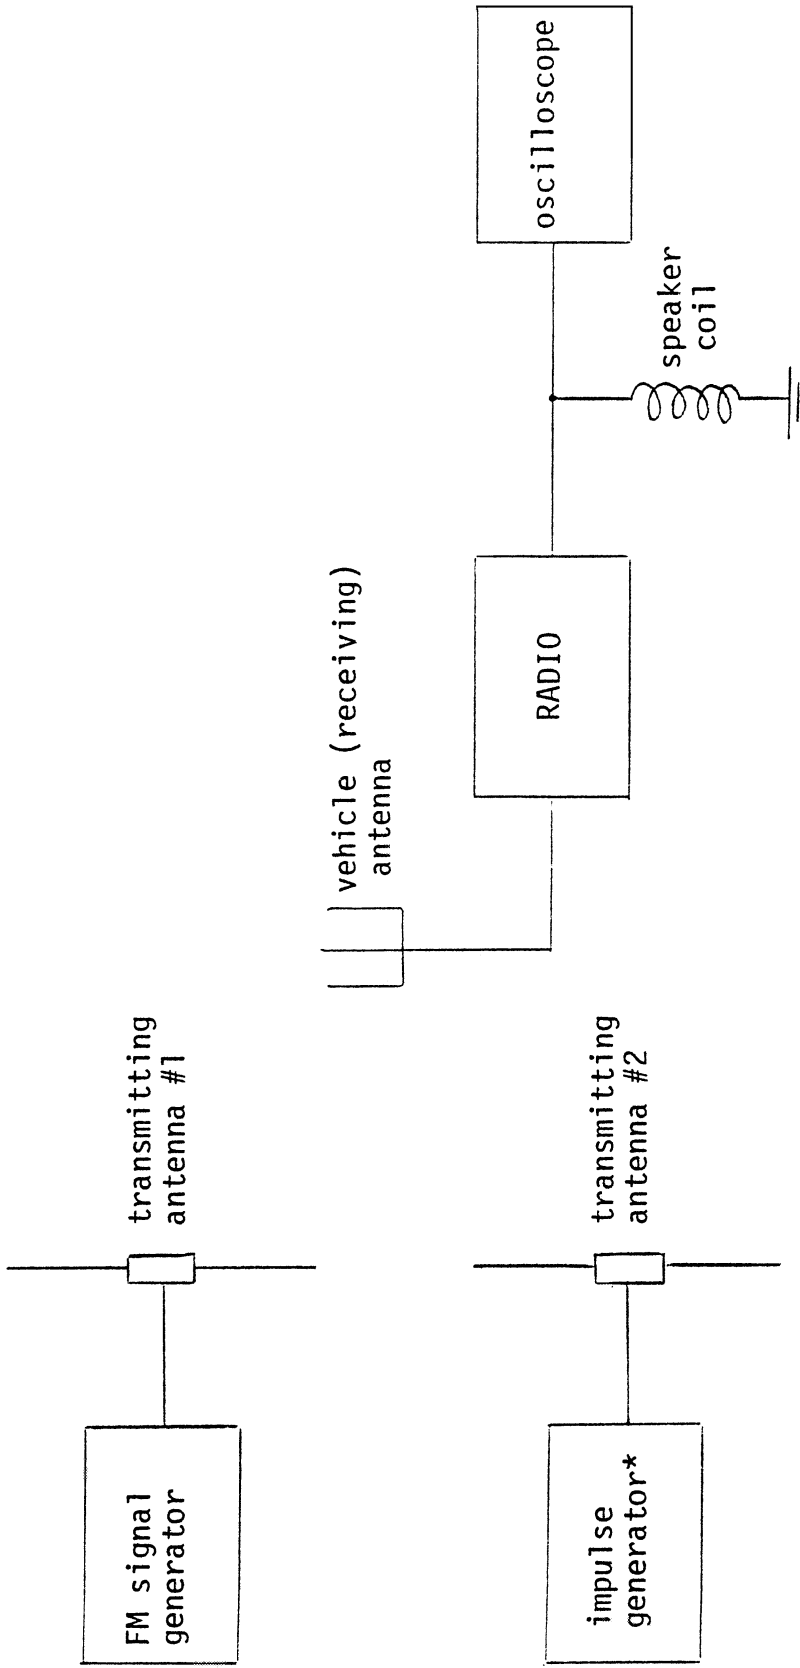 FM signal
generator
transmitting
antenna #1
impulse
generator*
transmitting
antenna #2
vehicle (receiving)
antenna
RADIO
speaker
coil
oscilloscope